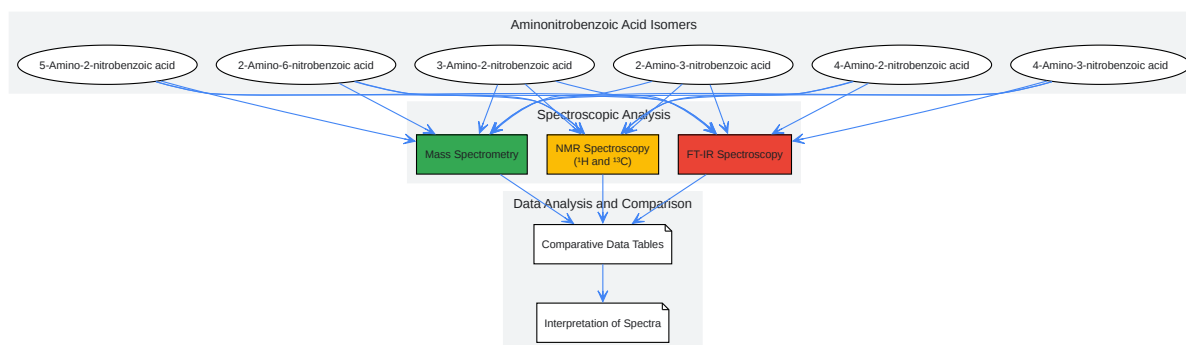 Aminonitrobenzoic Acid Isomers
5-Amino-2-nitrobenzoic acid
2-Amino-6-nitrobenzoic acid
3-Amino-2-nitrobenzoic acid
2-Amino-3-nitrobenzoic acid
4-Amino-2-nitrobenzoic acid
4-Amino-3-nitrobenzoic acid
Spectroscopic Analysis
Mass Spectrometry
NMR Spectroscopy
(¹H and ¹³C)
FT-IR Spectroscopy
Data Analysis and Comparison
Comparative Data Tables
Interpretation of Spectra